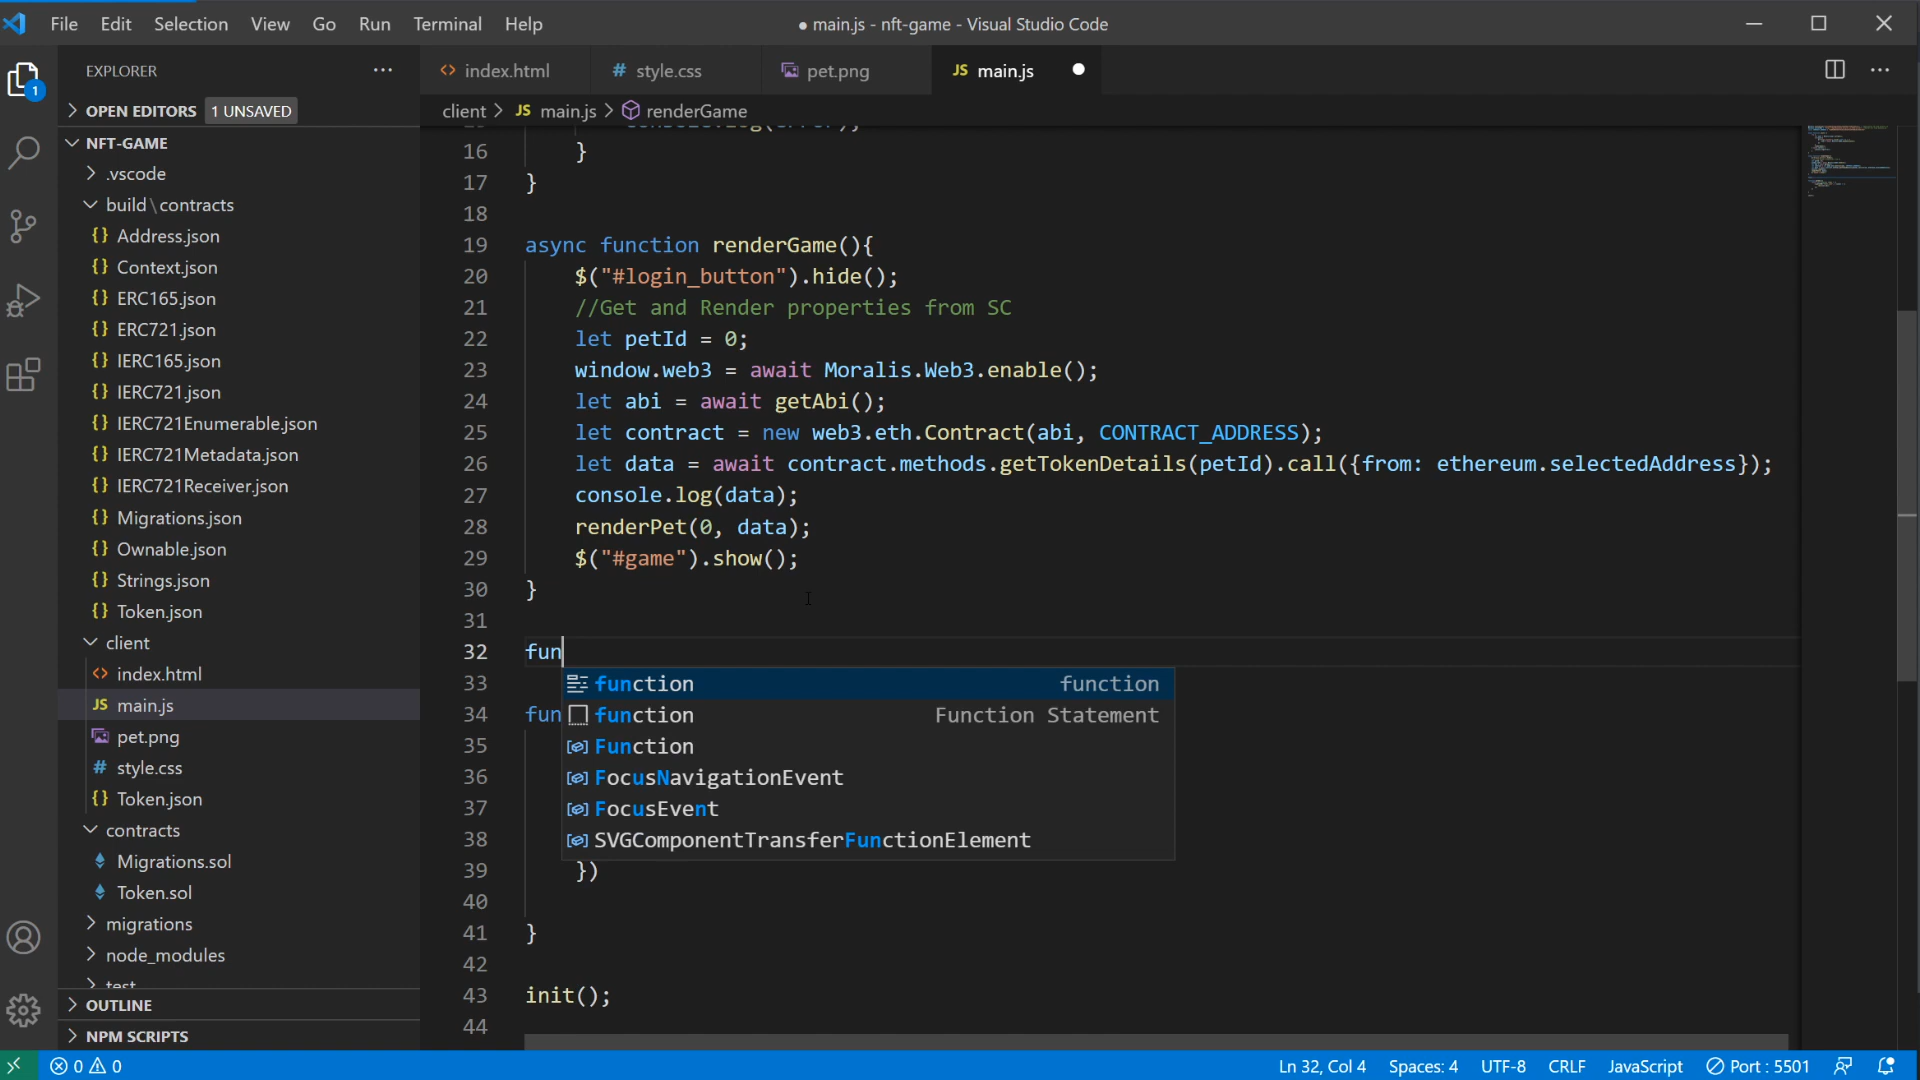 File Edit Selection View Go Run Terminal Help
● main.js - nft-game - Visual Studio Code
EXPLORER
index.html
style.css
pet.png
JS main.js
1
OPEN EDITORS 1 UNSAVED
client > JS main.js > renderGame
NFT-GAME
.vscode
build \ contracts
{} Address.json
{} Context.json
{} ERC165.json
{} ERC721.json
{} IERC165.json
{} IERC721.json
{} IERC721Enumerable.json
{} IERC721Metadata.json
{} IERC721Receiver.json
{} Migrations.json
{} Ownable.json
{} Strings.json
{} Token.json
client
<> index.html
JS main.js
pet.png
# style.css
{} Token.json
contracts
Migrations.sol
Token.sol
migrations
node_modules
test
OUTLINE
NPM SCRIPTS
console.log(error);
16 }
17 }
18
19 async function renderGame(){
20 $("#login_button").hide();
21 //Get and Render properties from SC
22 let petId = 0;
23 window.web3 = await Moralis.Web3.enable();
24 let abi = await getAbi();
25 let contract = new web3.eth.Contract(abi, CONTRACT_ADDRESS);
26 let data = await contract.methods.getTokenDetails(petId).call({from: ethereum.selectedAddress});
27 console.log(data);
28 renderPet(0, data);
29 $("#game").show();
30 }
31
32 fun
33 function function
34 fun function Function Statement
35 Function
36 FocusNavigationEvent
37 FocusEvent
38 SVGComponentTransferFunctionElement
39 })
40
41 }
42
43 init();
44
0 0
Ln 32, Col 4 Spaces: 4 UTF-8 CRLF JavaScript Port : 5501